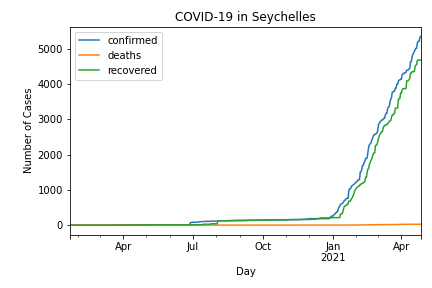 COVID-19 in Seychelles
confirmed
deaths
recovered
Number of Cases
5000
4000
3000
2000
1000
0
Apr
Jul
Oct
Jan
2021
Apr
Day